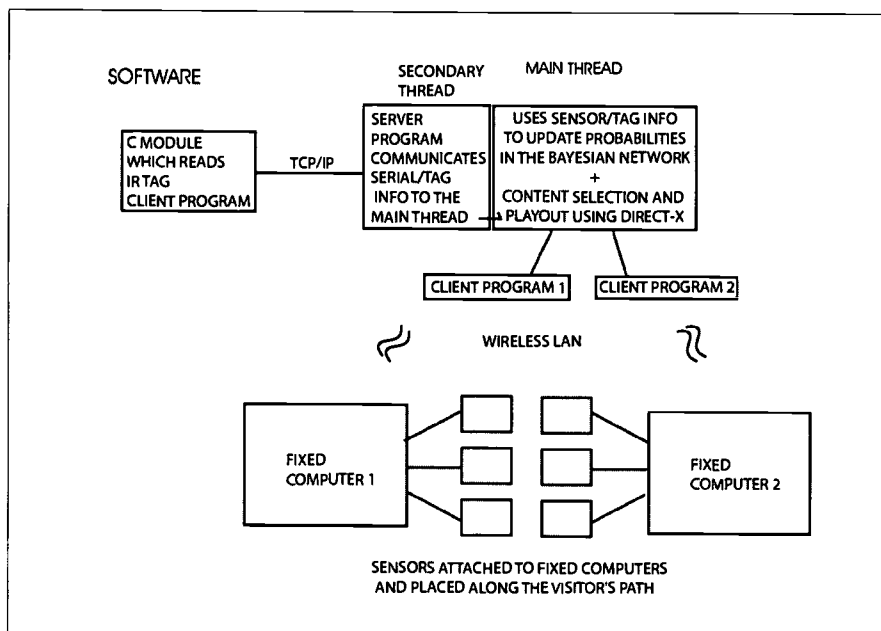 SOFTWARE
SECONDARY
THREAD
MAIN THREAD
C MODULE
WHICH READS
IR TAG
CLIENT PROGRAM
TCP/IP
SERVER
PROGRAM
COMMUNICATES
SERIAL/TAG
INFO TO THE
MAIN THREAD
USES SENSOR/TAG INFO
TO UPDATE PROBABILITIES
IN THE BAYESIAN NETWORK
+
CONTENT SELECTION AND
PLAYOUT USING DIRECT-X
CLIENT PROGRAM 1
CLIENT PROGRAM 2
WIRELESS LAN
FIXED
COMPUTER 1
FIXED
COMPUTER 2
SENSORS ATTACHED TO FIXED COMPUTERS
AND PLACED ALONG THE VISITOR'S PATH